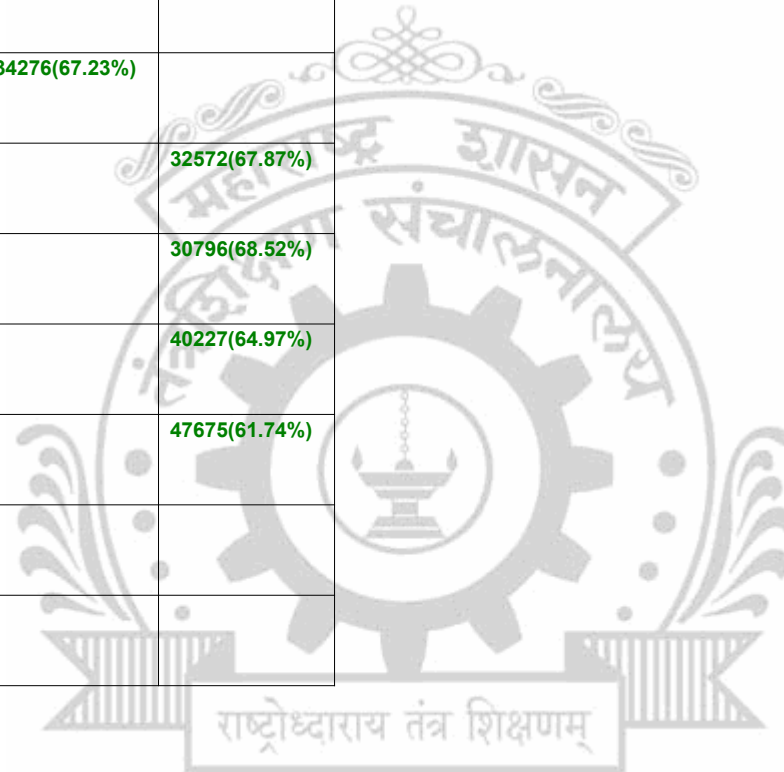 34276(67.23%)
महाराष्ट्र शासन
32572(67.87%)
तंत्रशिक्षण संचालनालय
30796(68.52%)
40227(64.97%)
47675(61.74%)
राष्ट्रोध्दाराय तंत्र शिक्षणम्